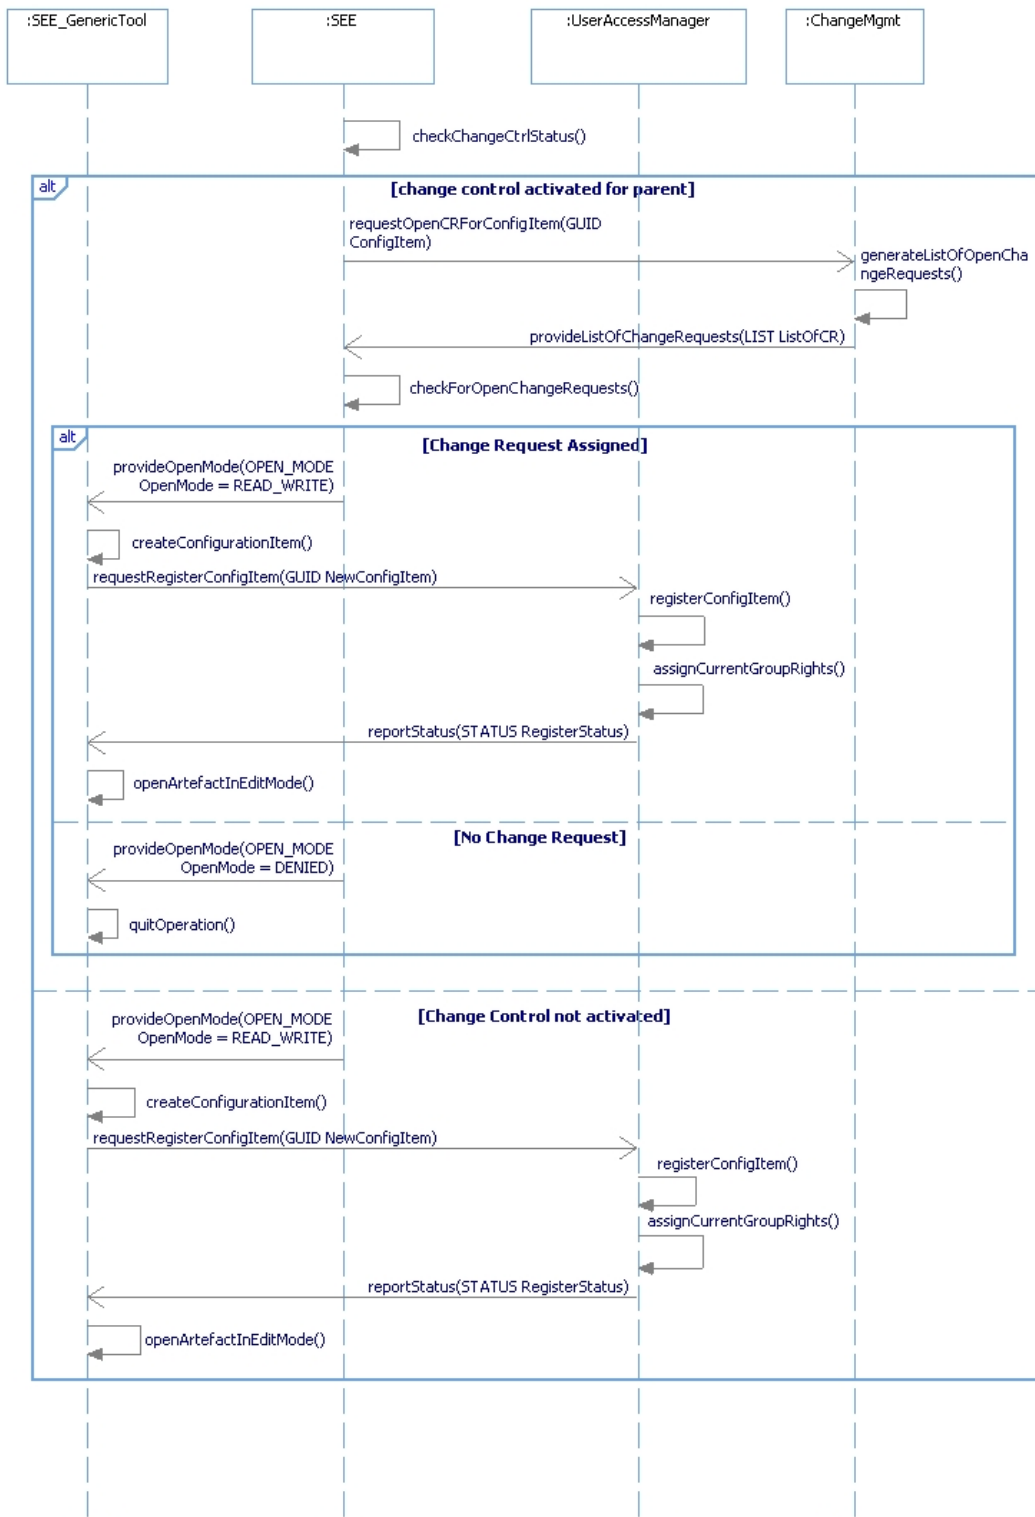 :SEE_GenericTool
:SEE
:UserAccessManager
:ChangeMgmt
checkChangeCtrlStatus()
alt
[change control activated for parent]
requestOpenCRForConfigItem(GUID
ConfigItem)
generateListOfOpenCha
ngeRequests()
provideListOfChangeRequests(LIST ListOfCR)
checkForOpenChangeRequests()
alt
[Change Request Assigned]
provideOpenMode(OPEN_MODE
OpenMode = READ_WRITE)
createConfigurationItem()
requestRegisterConfigItem(GUID NewConfigItem)
registerConfigItem()
assignCurrentGroupRights()
reportStatus(STATUS RegisterStatus)
openArtefactInEditMode()
[No Change Request]
provideOpenMode(OPEN_MODE
OpenMode = DENIED)
quitOperation()
[Change Control not activated]
provideOpenMode(OPEN_MODE
OpenMode = READ_WRITE)
createConfigurationItem()
requestRegisterConfigItem(GUID NewConfigItem)
registerConfigItem()
assignCurrentGroupRights()
reportStatus(STATUS RegisterStatus)
openArtefactInEditMode()